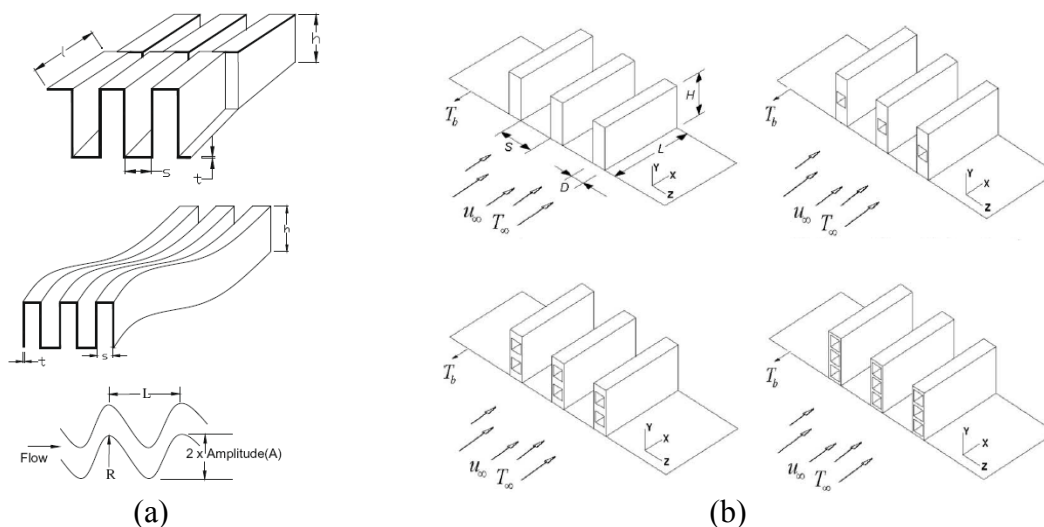 l
h
t
s
h
t
s
L
Flow
R
2 x Amplitude(A)
(a)
T_b
S
D
H
L
Y
X
Z
u_∞
T_∞
T_b
Y
X
Z
u_∞
T_∞
T_b
Y
X
Z
u_∞
T_∞
T_b
Y
X
Z
u_∞
T_∞
(b)